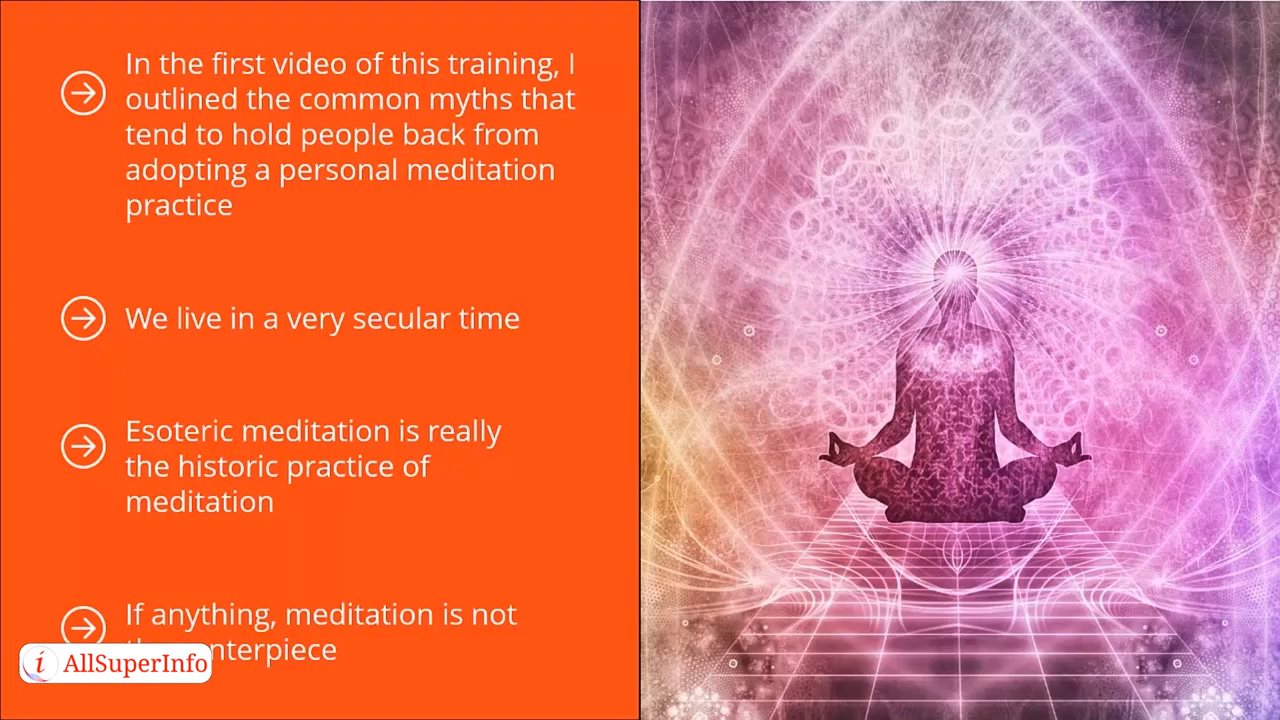 In the first video of this training, I
outlined the common myths that
tend to hold people back from
adopting a personal meditation
practice
We live in a very secular time
Esoteric meditation is really
the historic practice of
meditation
If anything, meditation is not
i AllSuperInfo